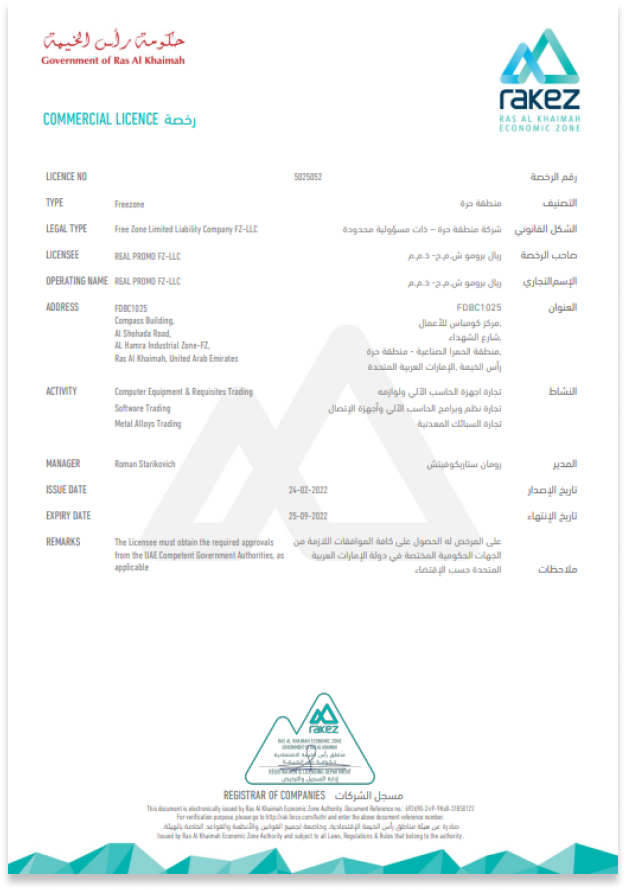 حكومة رأس الخيمة
Government of Ras Al Khaimah
rakez
RAS AL KHAIMAH
ECONOMIC ZONE
COMMERCIAL LICENCE رخصة
LICENCE NO 5025052 رقم الرخصة
TYPE Freezone منطقة حرة التصنيف
LEGAL TYPE Free Zone Limited Liability Company FZ-LLC شركة منطقة حرة – ذات مسؤولية محدودة الشكل القانوني
LICENSEE REAL PROMO FZ-LLC ريال برومو ش.م.ح- ذ.م.م صاحب الرخصة
OPERATING NAME REAL PROMO FZ-LLC ريال برومو ش.م.ح- ذ.م.م الإسم التجاري
ADDRESS FDBC1025 FDBC1025 العنوان
Compass Building, مركز كومباس للأعمال,
Al Shohada Road, شارع الشهداء,
AL Hamra Industrial Zone-FZ, منطقة الحمرا الصناعية - منطقة حرة,
Ras Al Khaimah, United Arab Emirates رأس الخيمة ,الإمارات العربية المتحدة
ACTIVITY Computer Equipment & Requisites Trading تجارة اجهزة الحاسب الآلي ولوازمه النشاط
Software Trading تجارة نظم وبرامج الحاسب الآلي وأجهزة الإتصال
Metal Alloys Trading تجارة السبائك المعدنية
MANAGER Roman Starikovich رومان ستاريكوفيتش المدير
ISSUE DATE 24-02-2022 تاريخ الإصدار
EXPIRY DATE 25-09-2022 تاريخ الإنتهاء
REMARKS The Licensee must obtain the required approvals على المرخص له الحصول على كافة الموافقات اللازمة من
from the UAE Competent Government Authorities, as الجهات الحكومية المختصة في دولة الإمارات العربية
applicable المتحدة حسب الإقتضاء ملاحظات
rakez
RAS AL KHAIMAH ECONOMIC ZONE
GOVERNMENT OF RAS AL KHAIMAH
مناطق رأس الخيمة الاقتصادية
حكومة رأس الخيمة
REGISTRATION & LICENSING DEPARTMENT
إدارة التسجيل والترخيص
REGISTRAR OF COMPANIES مسجل الشركات
This document is electronically issued by Ras Al Khaimah Economic Zone Authority. Document Reference no.:
For verification purpose, please go to http://rak.force.com/Auth/ and enter the above document reference number.
صادرة عن هيئة مناطق رأس الخيمة الإقتصادية، وخاضعة لجميع القوانين والأنظمة والقواعد الخاصة بالهيئة.
Issued by Ras Al Khaimah Economic Zone Authority and subject to all Laws, Regulations & Rules that belong to the authority.